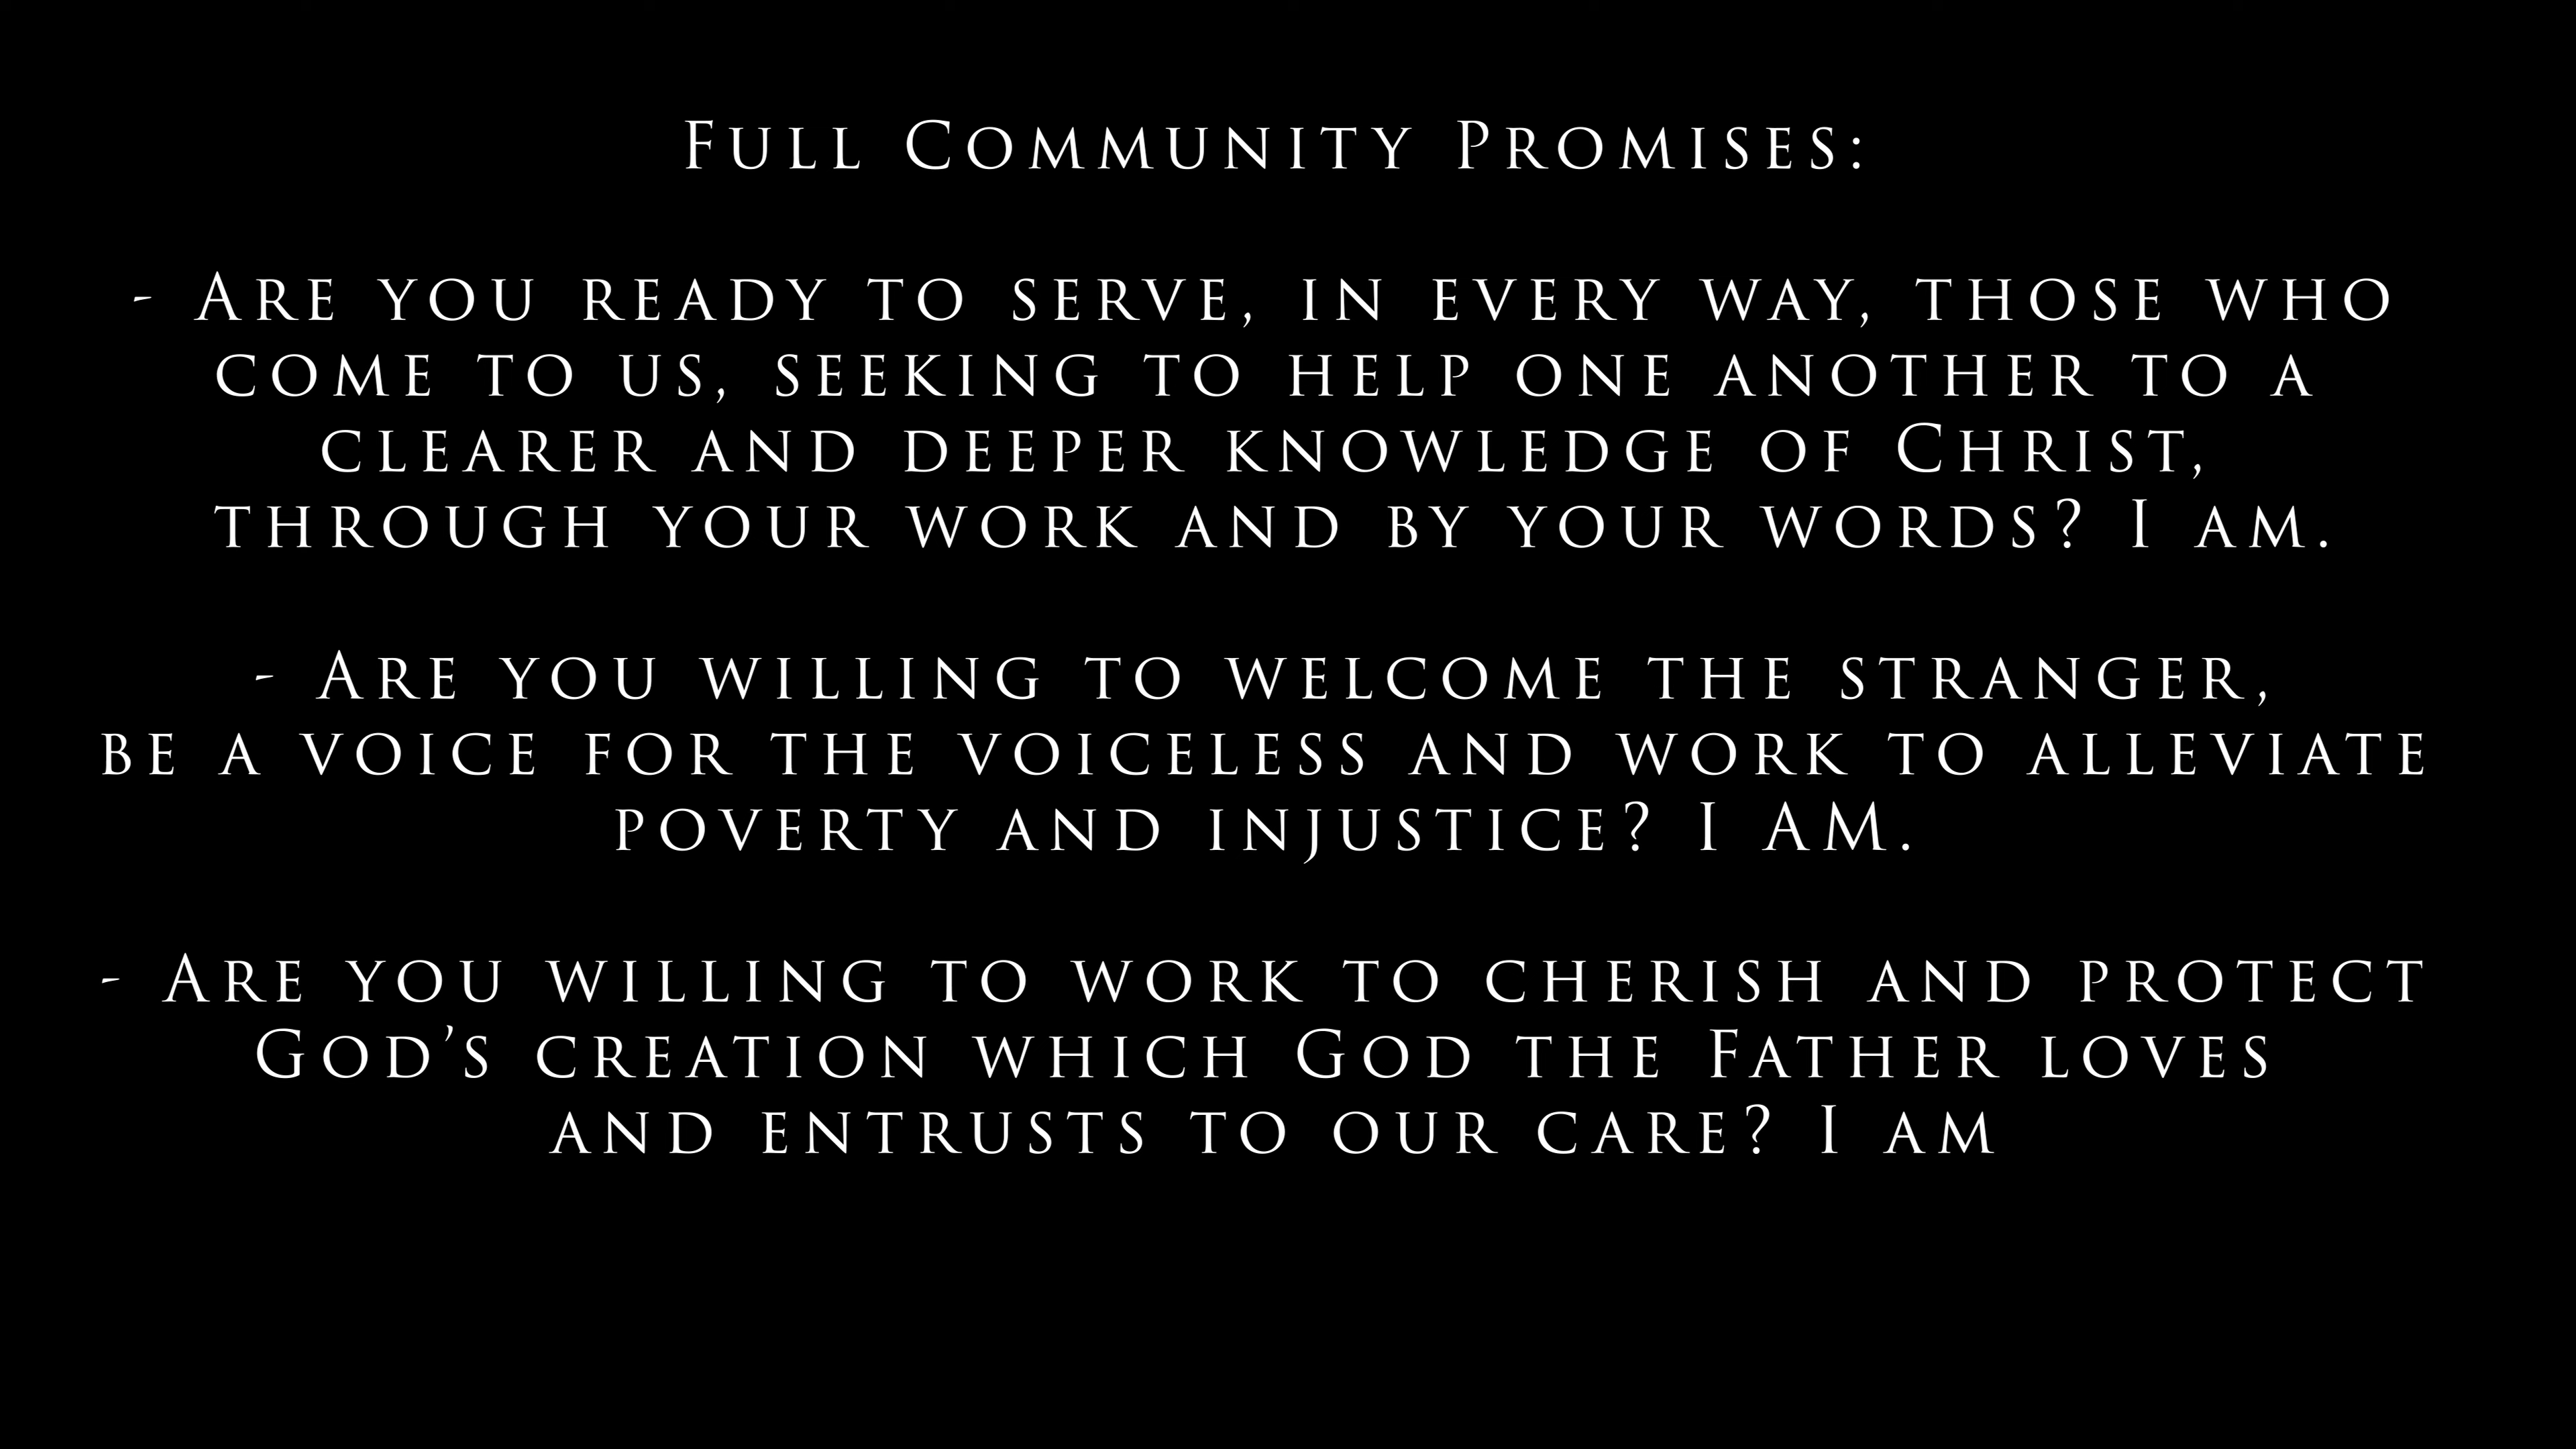 Full Community Promises:
- Are you ready to serve, in every way, those who
come to us, seeking to help one another to a
clearer and deeper knowledge of Christ,
through your work and by your words? I am.
- Are you willing to welcome the stranger,
be a voice for the voiceless and work to alleviate
poverty and injustice? I AM.
- Are you willing to work to cherish and protect
God’s creation which God the Father loves
and entrusts to our care? I am